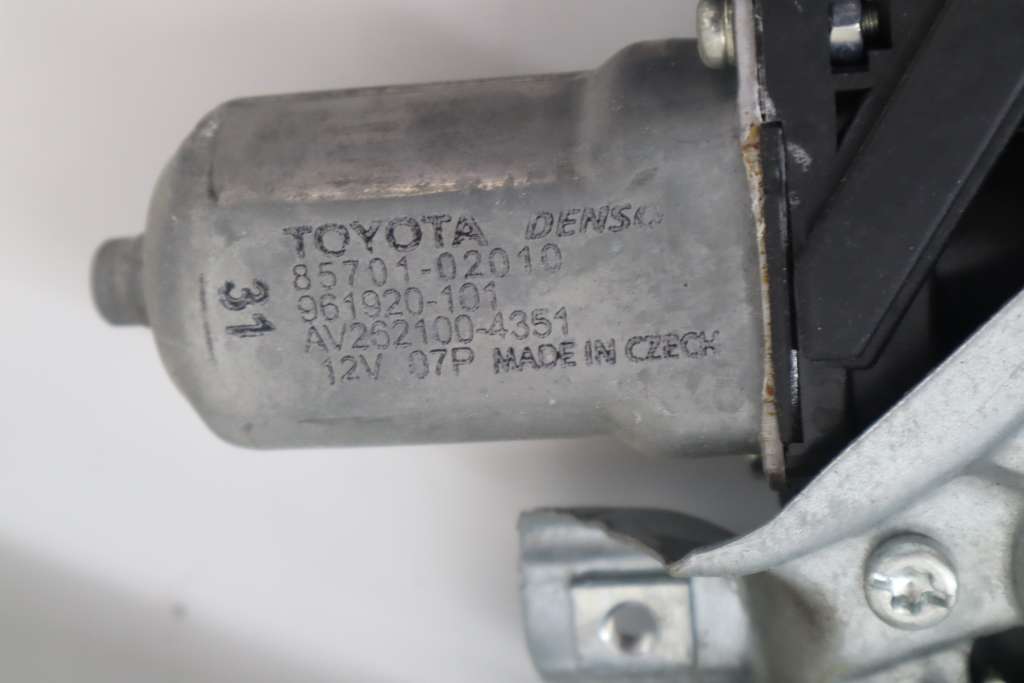 TOYOTA DENSO
85701-02010
961920-101
AV262100-4351
12V 07P MADE IN CZECH
31